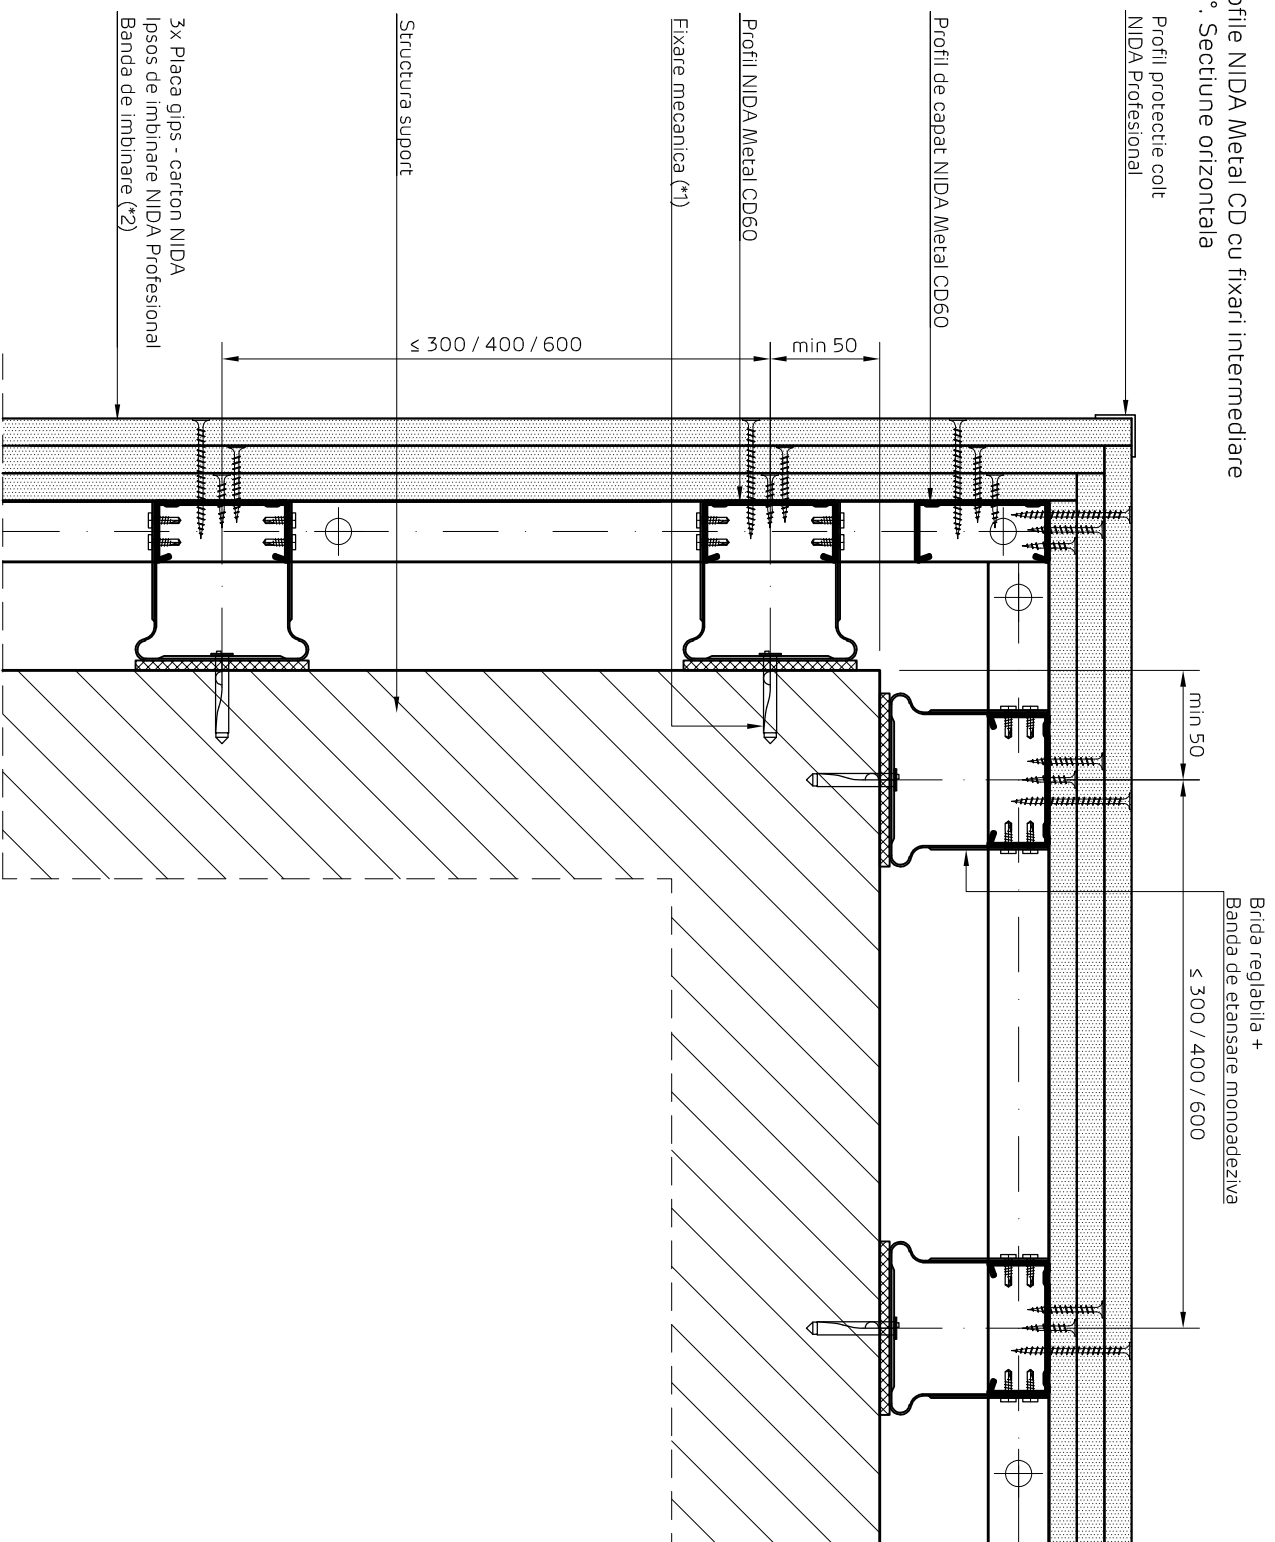 ofile NIDA Metal CD cu fixari intermediare
°. Sectiune orizontala
Profil protectie colt
NIDA Profesional
Profil de capat NIDA Metal CD60
Profil NIDA Metal CD60
Fixare mecanica (*1)
Structura suport
3x Placa gips - carton NIDA
Ipsos de imbinare NIDA Profesional
Banda de imbinare (*2)
≤ 300 / 400 / 600
min 50
min 50
≤ 300 / 400 / 600
Brida reglabila +
Banda de etansare monoadeziva